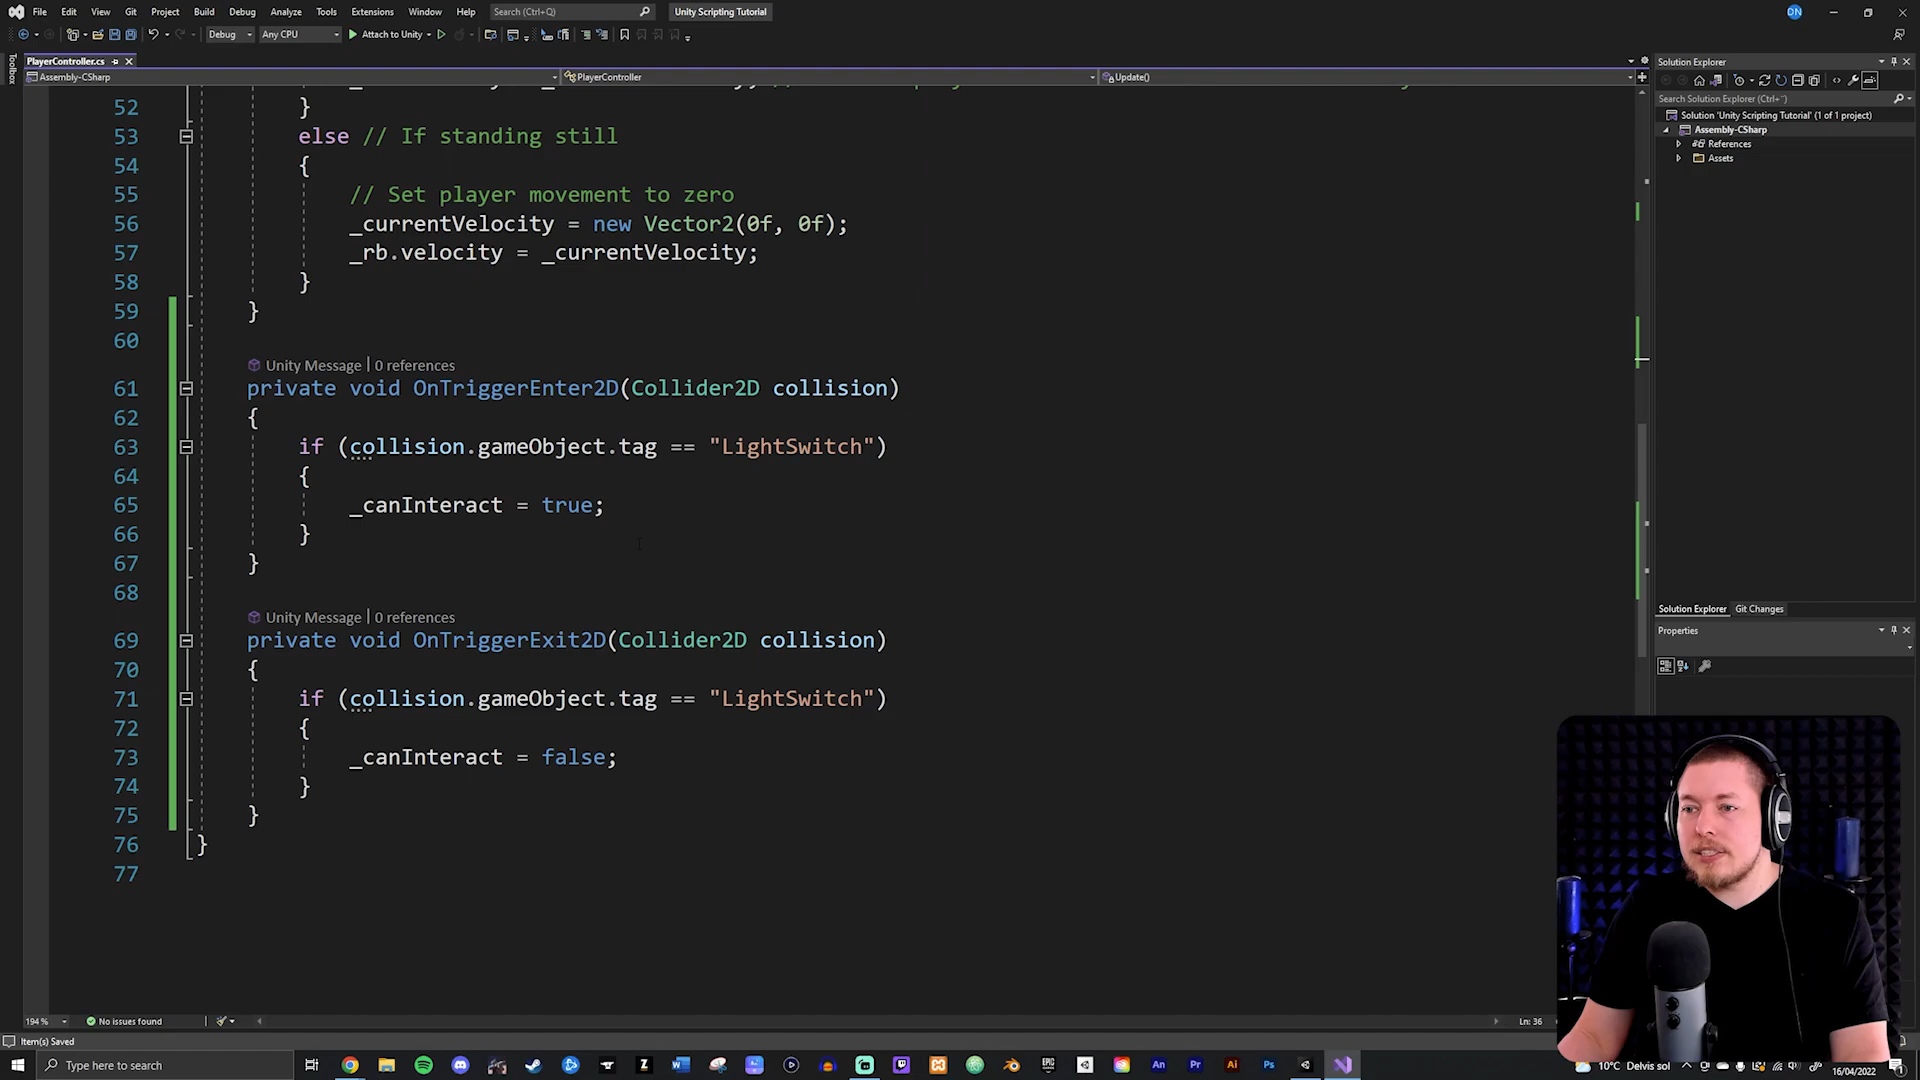 File Edit View Git Project Build Debug Analyze Tools Extensions Window Help Search (Ctrl+Q) Unity Scripting Tutorial DN
Debug Any CPU Attach to Unity
Toolbox
PlayerController.cs
Assembly-CSharp PlayerController Update()
52 }
53 else // If standing still
54 {
55 // Set player movement to zero
56 _currentVelocity = new Vector2(0f, 0f);
57 _rb.velocity = _currentVelocity;
58 }
59 }
60
Unity Message | 0 references
61 private void OnTriggerEnter2D(Collider2D collision)
62 {
63 if (collision.gameObject.tag == "LightSwitch")
64 {
65 _canInteract = true;
66 }
67 }
68
Unity Message | 0 references
69 private void OnTriggerExit2D(Collider2D collision)
70 {
71 if (collision.gameObject.tag == "LightSwitch")
72 {
73 _canInteract = false;
74 }
75 }
76 }
77
194 % No issues found Ln: 36
Item(s) Saved
Solution Explorer
Search Solution Explorer (Ctrl+¨)
Solution 'Unity Scripting Tutorial' (1 of 1 project)
Assembly-CSharp
References
Assets
Solution Explorer Git Changes
Properties
Type here to search
10°C Delvis sol
16/04/2022